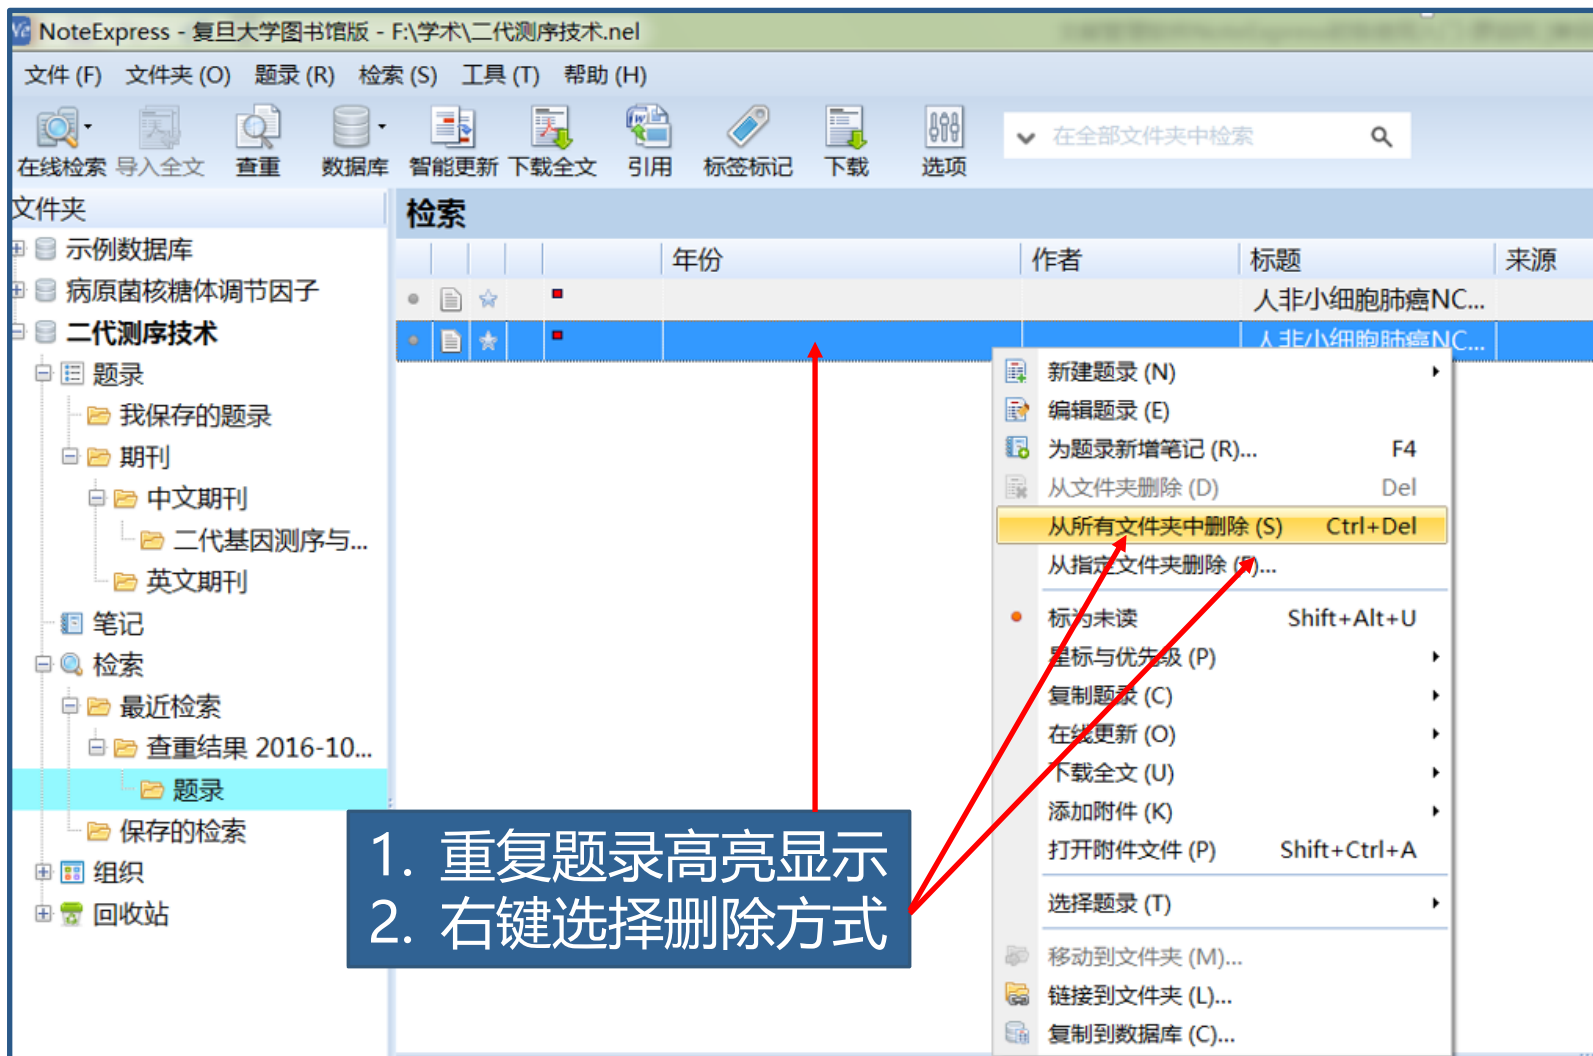 NoteExpress - 复旦大学图书馆版 - F:\学术\二代测序技术.nel
文件 (F) 文件夹 (O) 题录 (R) 检索 (S) 工具 (T) 帮助 (H)
在线检索 导入全文 查重 数据库 智能更新 下载全文 引用 标签标记 下载 选项
在全部文件夹中检索
文件夹
示例数据库
病原菌核糖体调节因子
二代测序技术
题录
我保存的题录
期刊
中文期刊
二代基因测序与...
英文期刊
笔记
检索
最近检索
查重结果 2016-10...
题录
保存的检索
组织
回收站
检索
年份 作者 标题 来源
人非小细胞肺癌NC...
人非小细胞肺癌NC...
新建题录 (N)
编辑题录 (E)
为题录新增笔记 (R)... F4
从文件夹删除 (D) Del
从所有文件夹中删除 (S) Ctrl+Del
从指定文件夹删除 (F)...
标为未读 Shift+Alt+U
星标与优先级 (P)
复制题录 (C)
在线更新 (O)
下载全文 (U)
添加附件 (K)
打开附件文件 (P) Shift+Ctrl+A
选择题录 (T)
移动到文件夹 (M)...
链接到文件夹 (L)...
复制到数据库 (C)...
1. 重复题录高亮显示
2. 右键选择删除方式